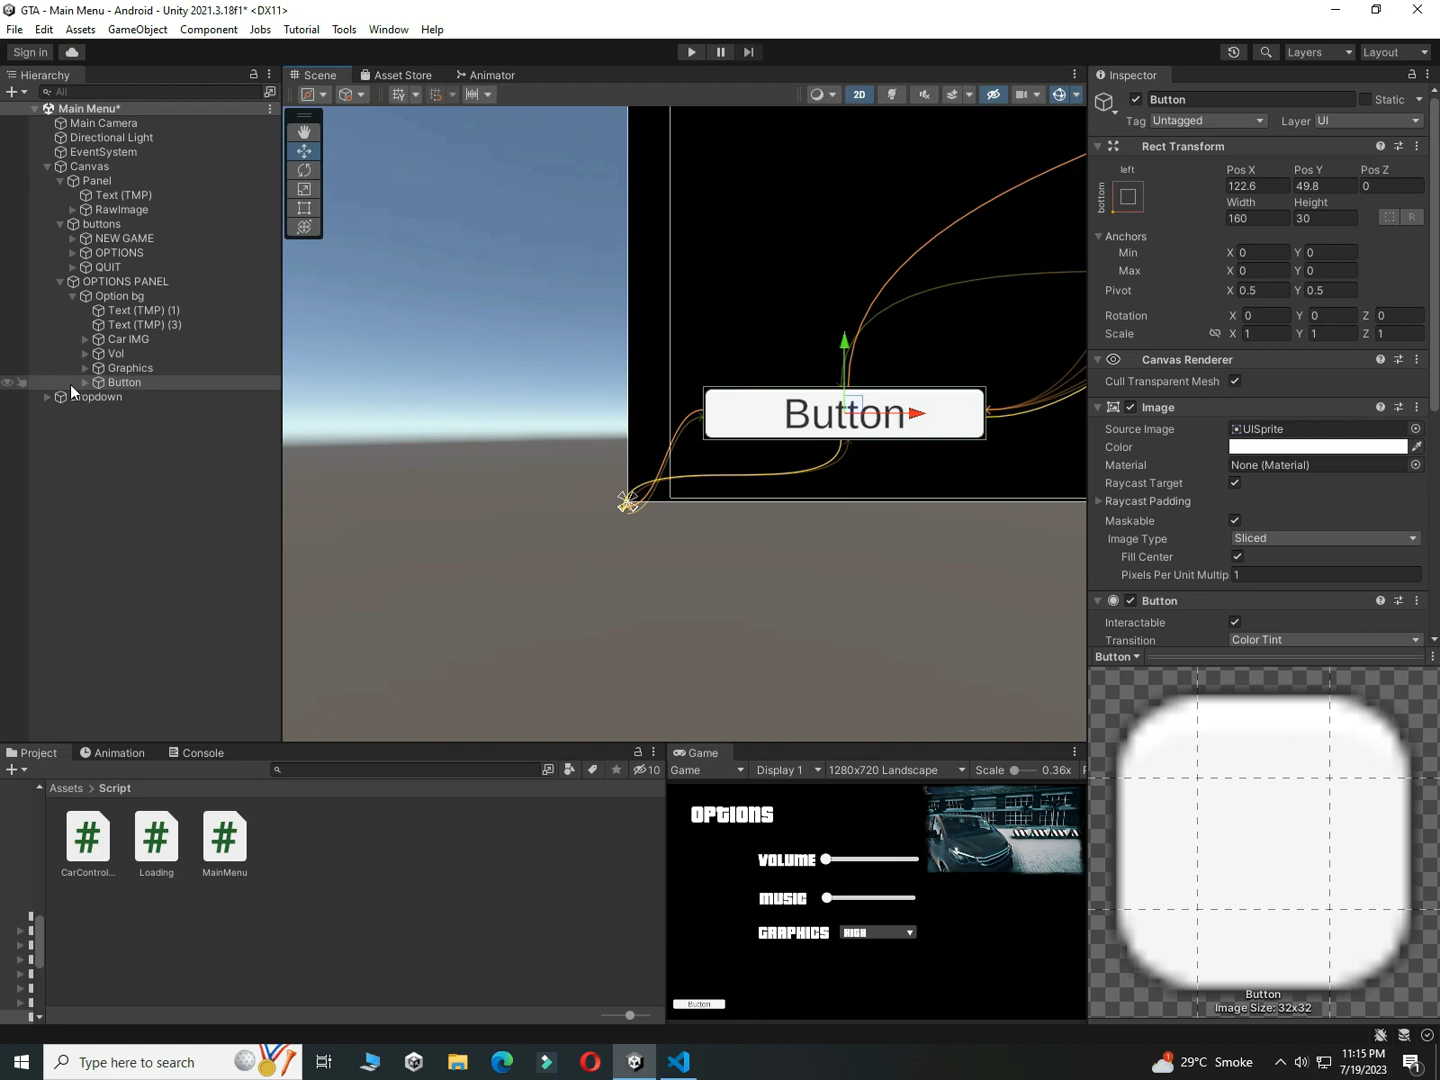 GTA - Main Menu - Android - Unity 2021.3.18f1* <DX11>
File Edit Assets GameObject Component Jobs Tutorial Tools Window Help
Sign in
Layers
Layout
Hierarchy
All
Main Menu*
Main Camera
Directional Light
EventSystem
Canvas
Panel
Text (TMP)
RawImage
buttons
NEW GAME
OPTIONS
QUIT
OPTIONS PANEL
Option bg
Text (TMP) (1)
Text (TMP) (3)
Car IMG
Vol
Graphics
Button
Scene Asset Store Animator
2D
Button
Inspector
Button Static
Tag Untagged Layer UI
Rect Transform
left
bottom
Pos X Pos Y Pos Z
122.6 49.8 0
Width Height
160 30
R
Anchors
Min X 0 Y 0
Max X 0 Y 0
Pivot X 0.5 Y 0.5
Rotation X 0 Y 0 Z 0
Scale X 1 Y 1 Z 1
Canvas Renderer
Cull Transparent Mesh
Image
Source Image UISprite
Color
Material None (Material)
Raycast Target
Raycast Padding
Maskable
Image Type Sliced
Fill Center
Pixels Per Unit Multip 1
Button
Interactable
Transition Color Tint
Button
Button
Image Size: 32x32
Project Animation Console
10
Assets > Script
CarControl... Loading MainMenu
Game
Game Display 1 1280x720 Landscape Scale 0.36x
OPTIONS
VOLUME
MUSIC
GRAPHICS HIGH
Button
Type here to search
1
29°C Smoke
11:15 PM
7/19/2023
1